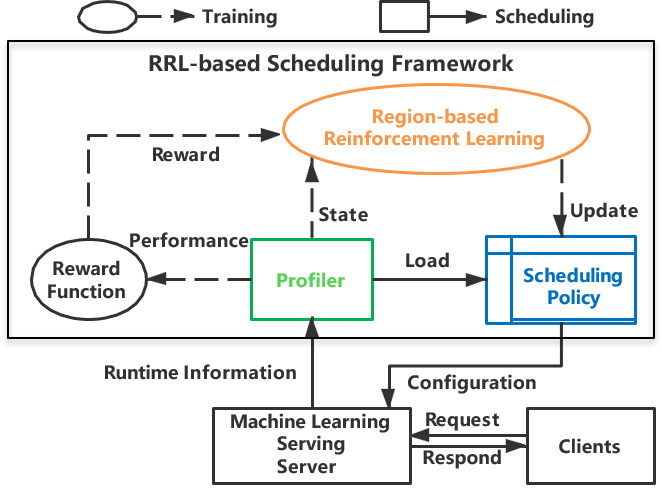 Training
Scheduling
RRL-based Scheduling Framework
Region-based
Reinforcement Learning
Reward
State
Update
Performance
Reward
Function
Profiler
Load
Scheduling
Policy
Runtime Information
Configuration
Machine Learning
Serving
Server
Request
Respond
Clients